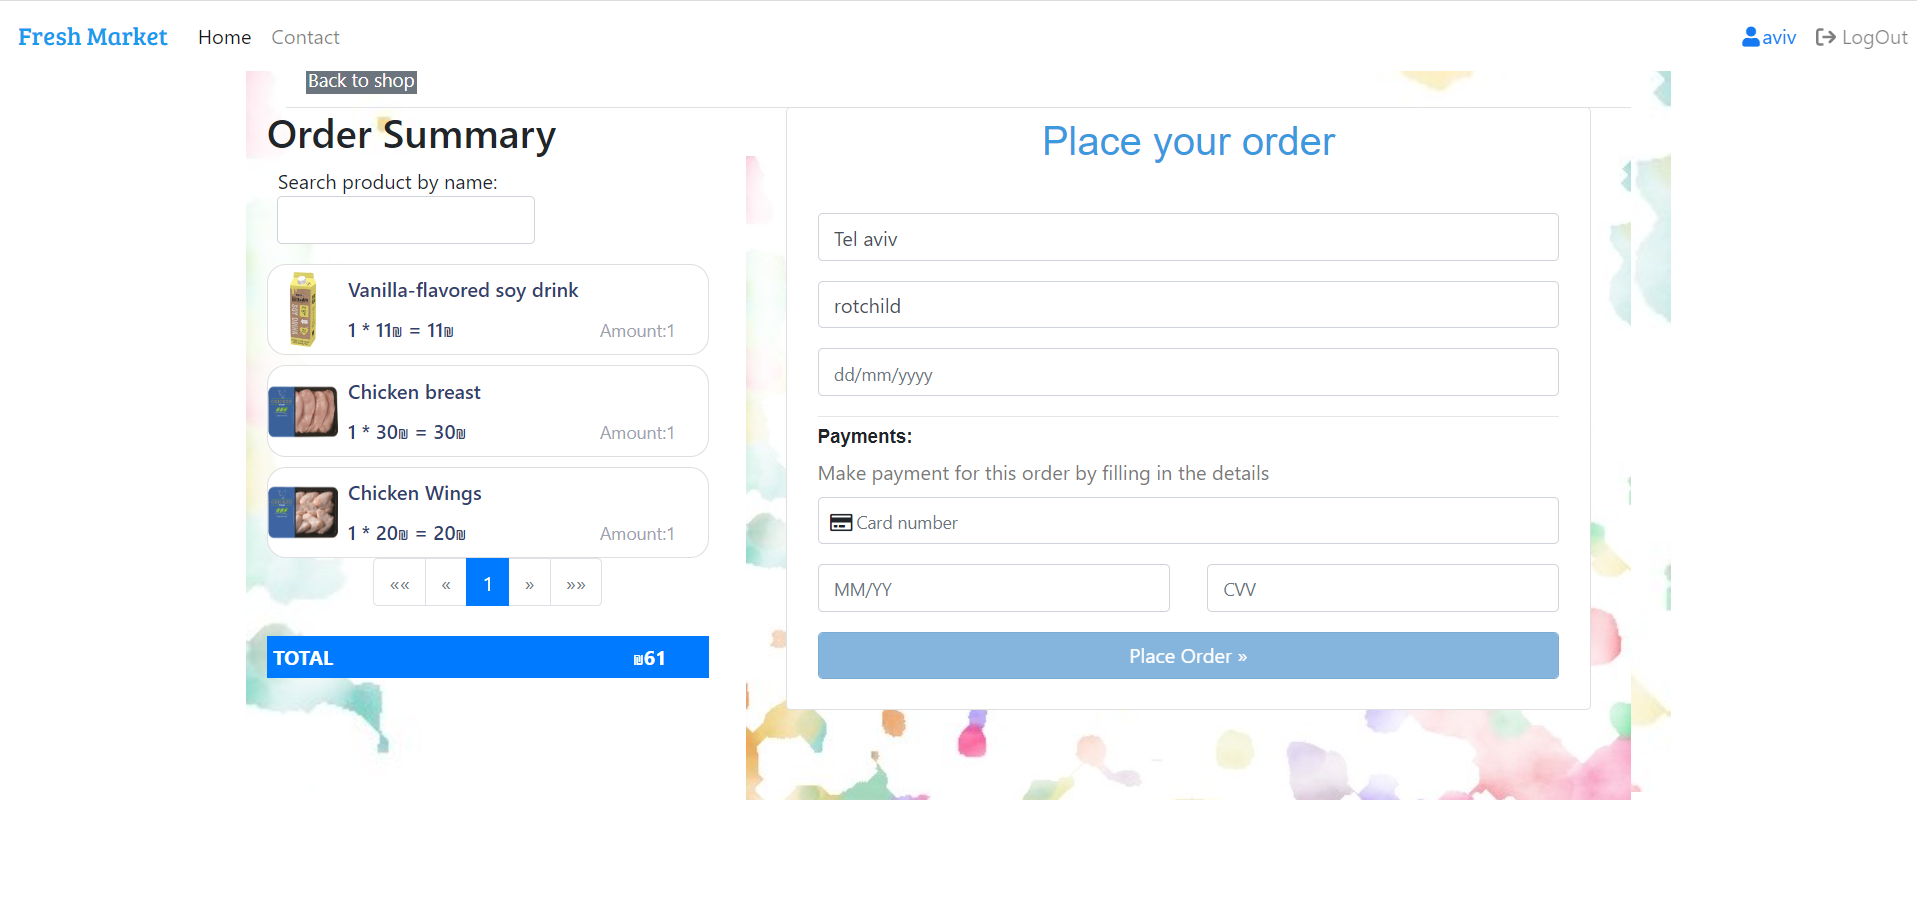 Fresh Market Home Contact aviv LogOut
Back to shop
Order Summary
Search product by name:
Vanilla-flavored soy drink
1 * 11₪ = 11₪ Amount:1
Chicken breast
1 * 30₪ = 30₪ Amount:1
Chicken Wings
1 * 20₪ = 20₪ Amount:1
«« « 1 » »»
TOTAL ₪61
Place your order
Tel aviv
rotchild
dd/mm/yyyy
Payments:
Make payment for this order by filling in the details
Card number
MM/YY CVV
Place Order »